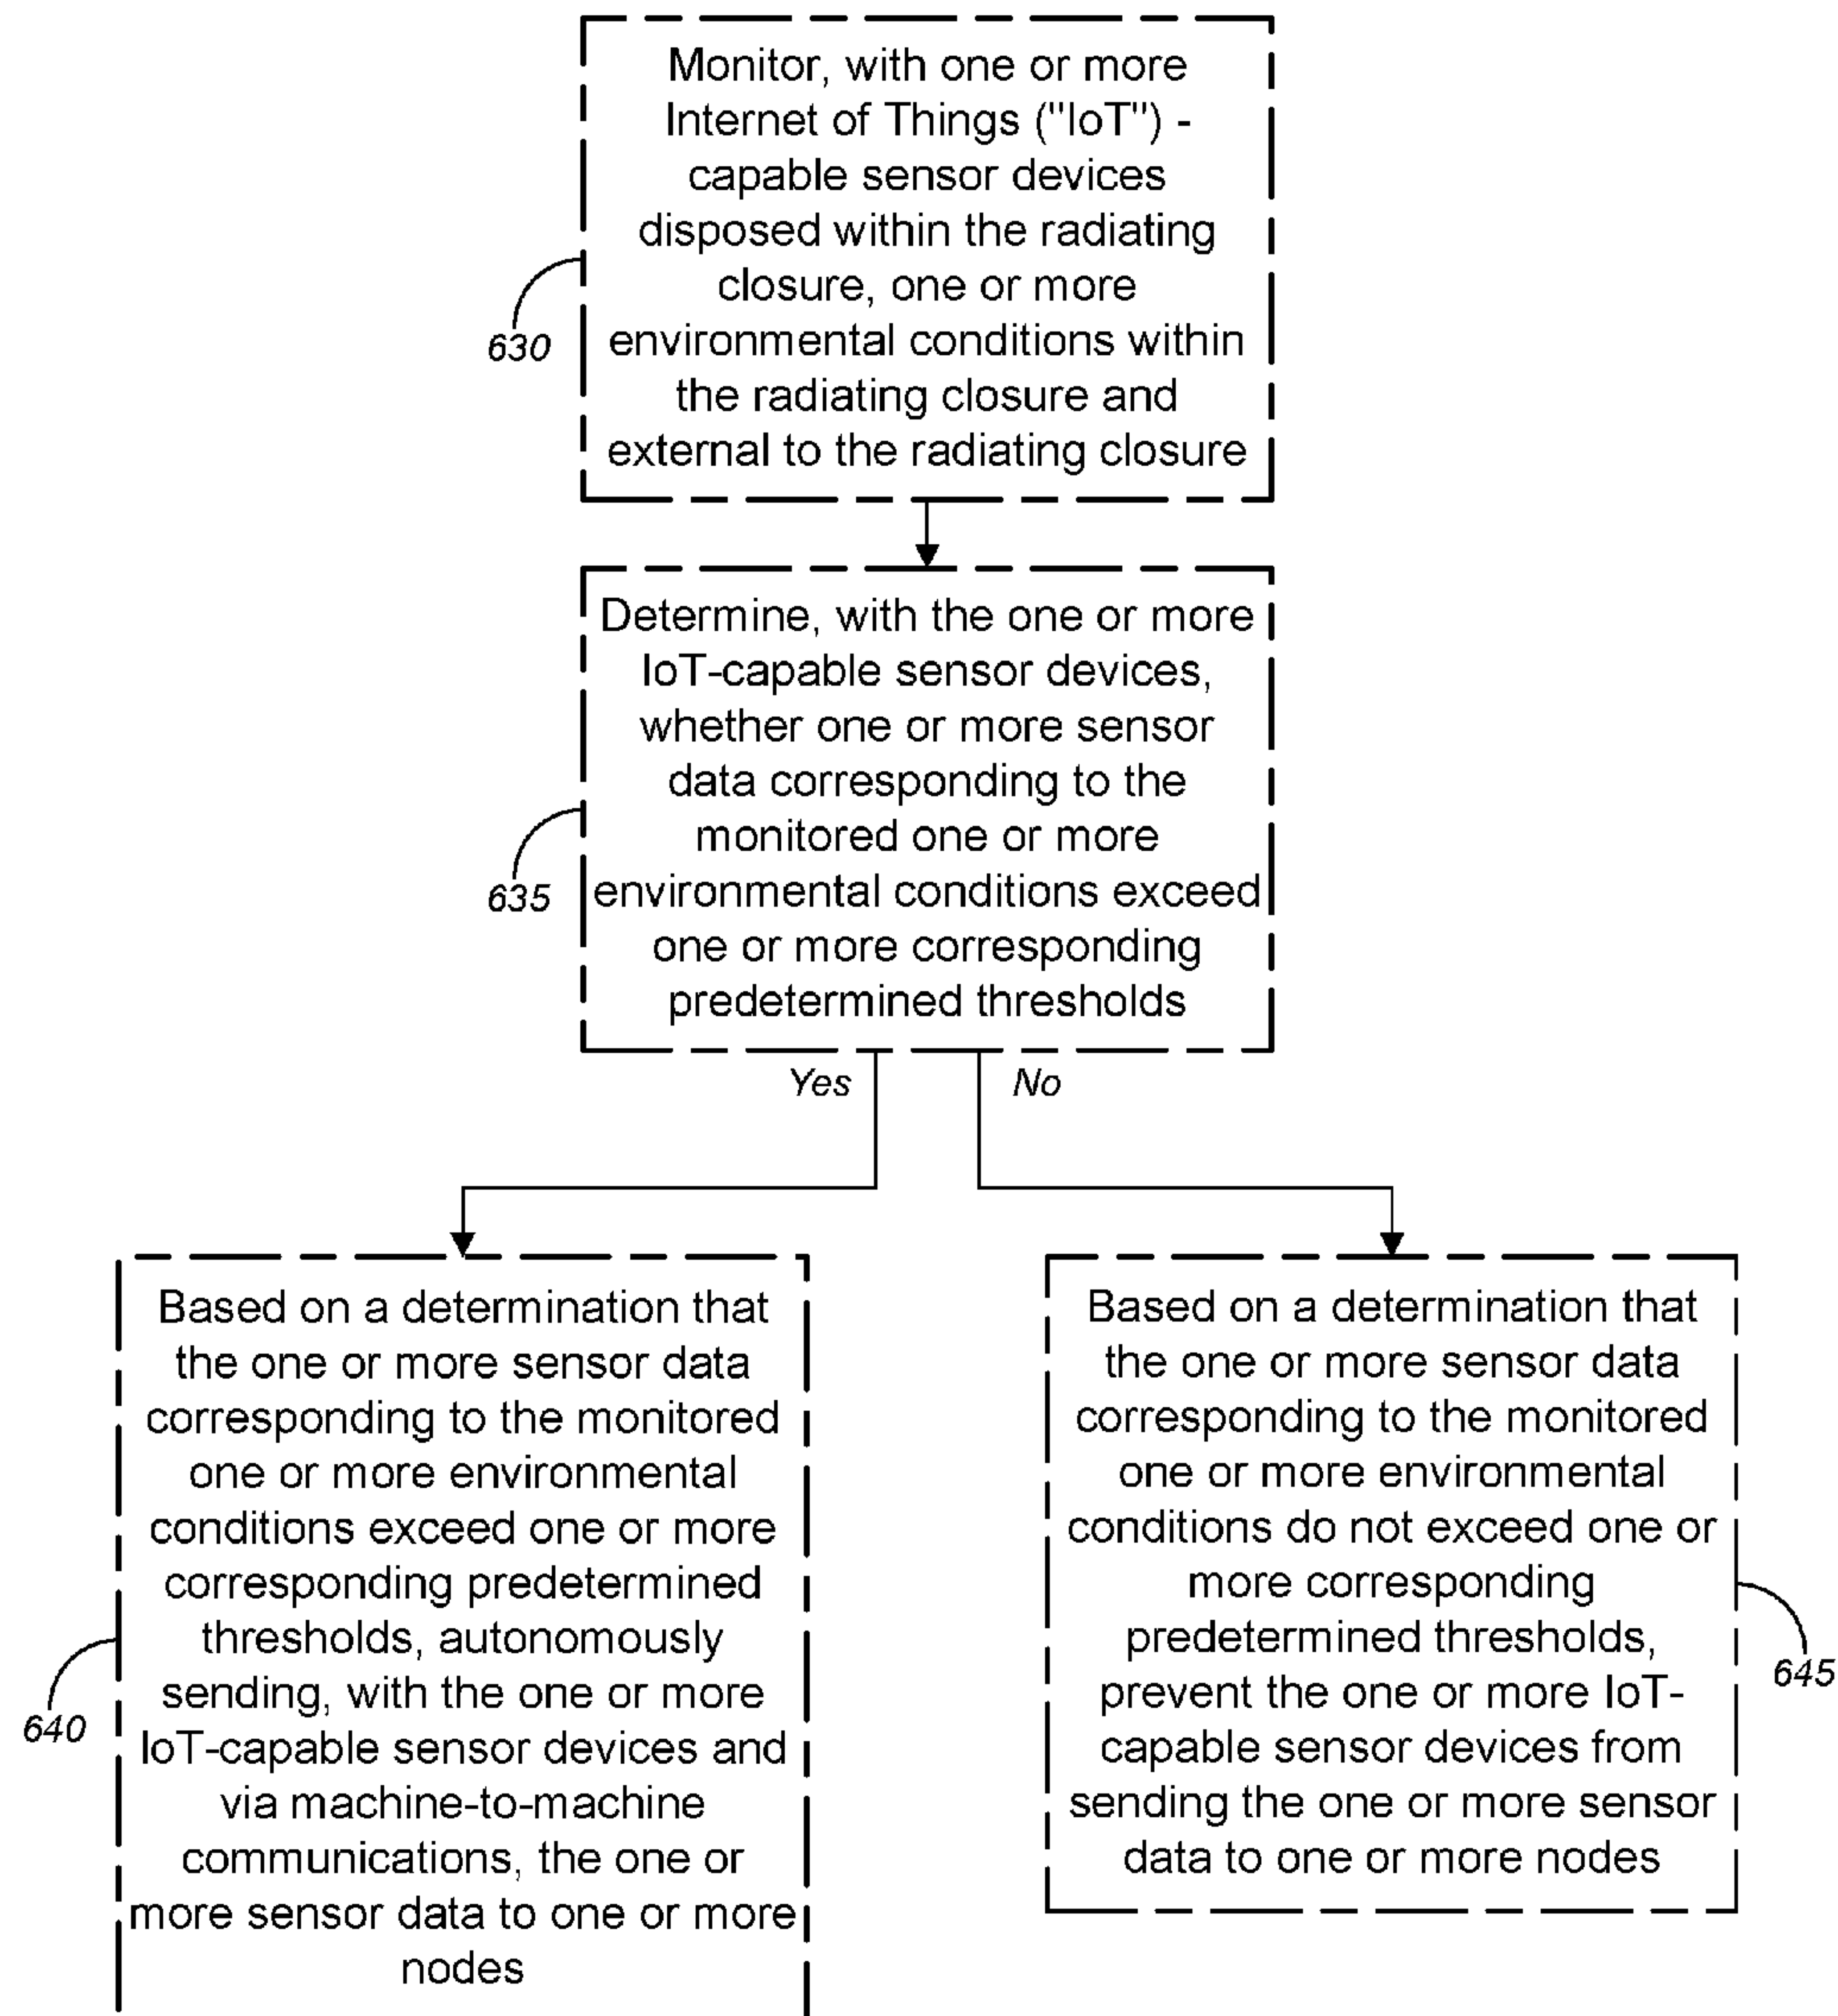 Monitor, with one or more
Internet of Things ("IoT") -
capable sensor devices
disposed within the radiating
closure, one or more
environmental conditions within
the radiating closure and
external to the radiating closure
630
Determine, with the one or more
IoT-capable sensor devices,
whether one or more sensor
data corresponding to the
monitored one or more
environmental conditions exceed
one or more corresponding
predetermined thresholds
635
Yes
No
Based on a determination that
the one or more sensor data
corresponding to the monitored
one or more environmental
conditions exceed one or more
corresponding predetermined
thresholds, autonomously
sending, with the one or more
IoT-capable sensor devices and
via machine-to-machine
communications, the one or
more sensor data to one or more
nodes
640
Based on a determination that
the one or more sensor data
corresponding to the monitored
one or more environmental
conditions do not exceed one or
more corresponding
predetermined thresholds,
prevent the one or more IoT-
capable sensor devices from
sending the one or more sensor
data to one or more nodes
645